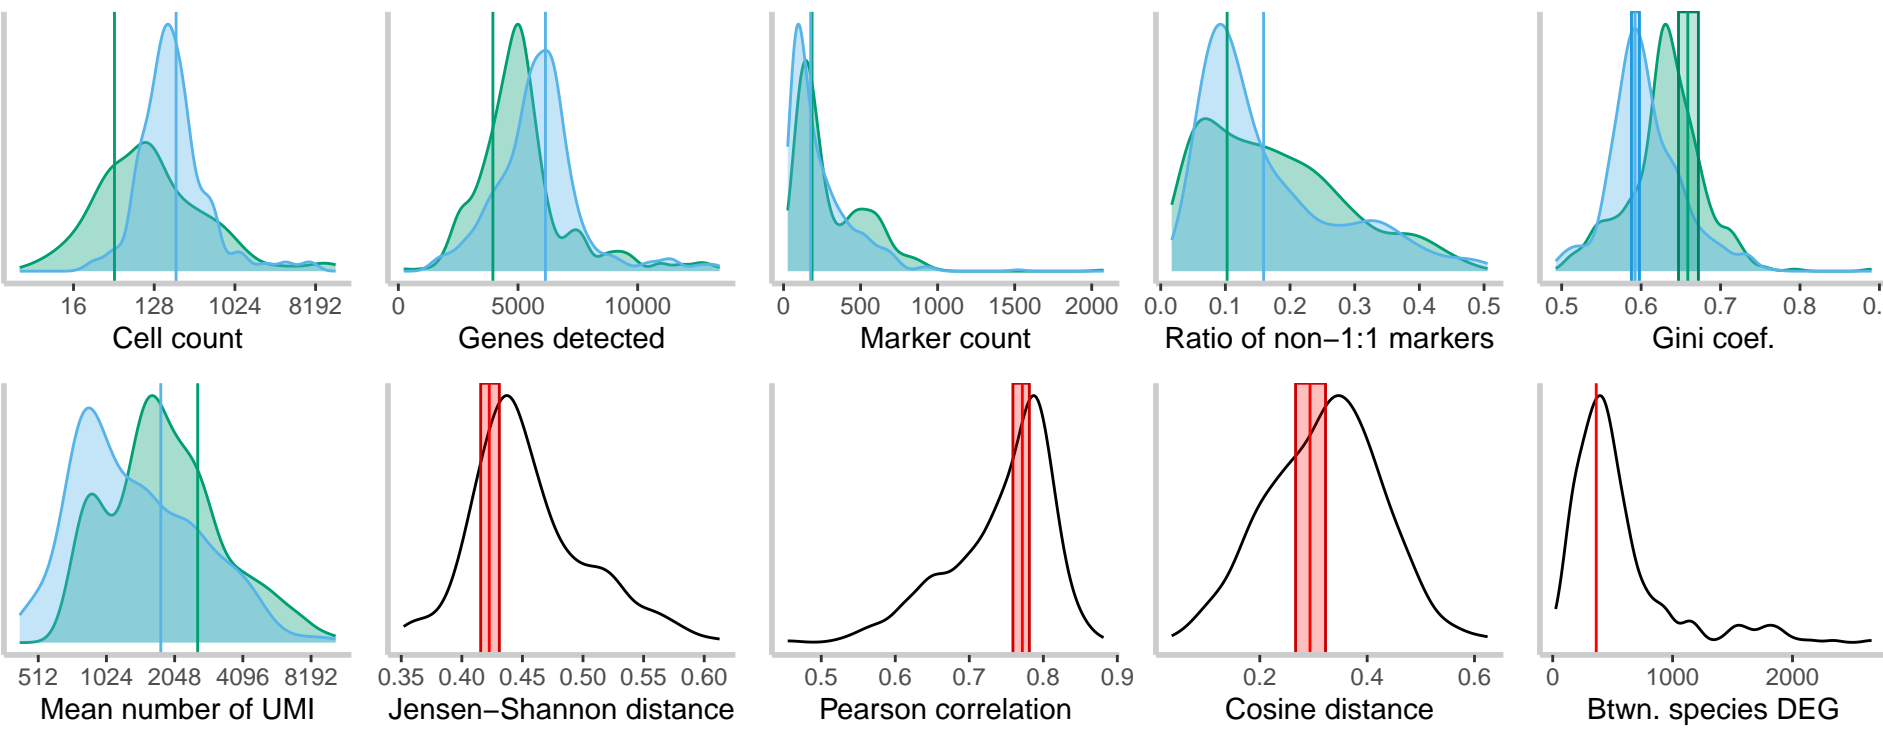 16 128 1024 8192
Cell count
0 5000 10000
Genes detected
0 500 1000 1500 2000
Marker count
0.0 0.1 0.2 0.3 0.4 0.5
Ratio of non−1:1 markers
0.5 0.6 0.7 0.8 0.
Gini coef.
512 1024 2048 4096 8192
Mean number of UMI
0.35 0.40 0.45 0.50 0.55 0.60
Jensen−Shannon distance
0.5 0.6 0.7 0.8 0.9
Pearson correlation
0.2 0.4 0.6
Cosine distance
0 1000 2000
Btwn. species DEG